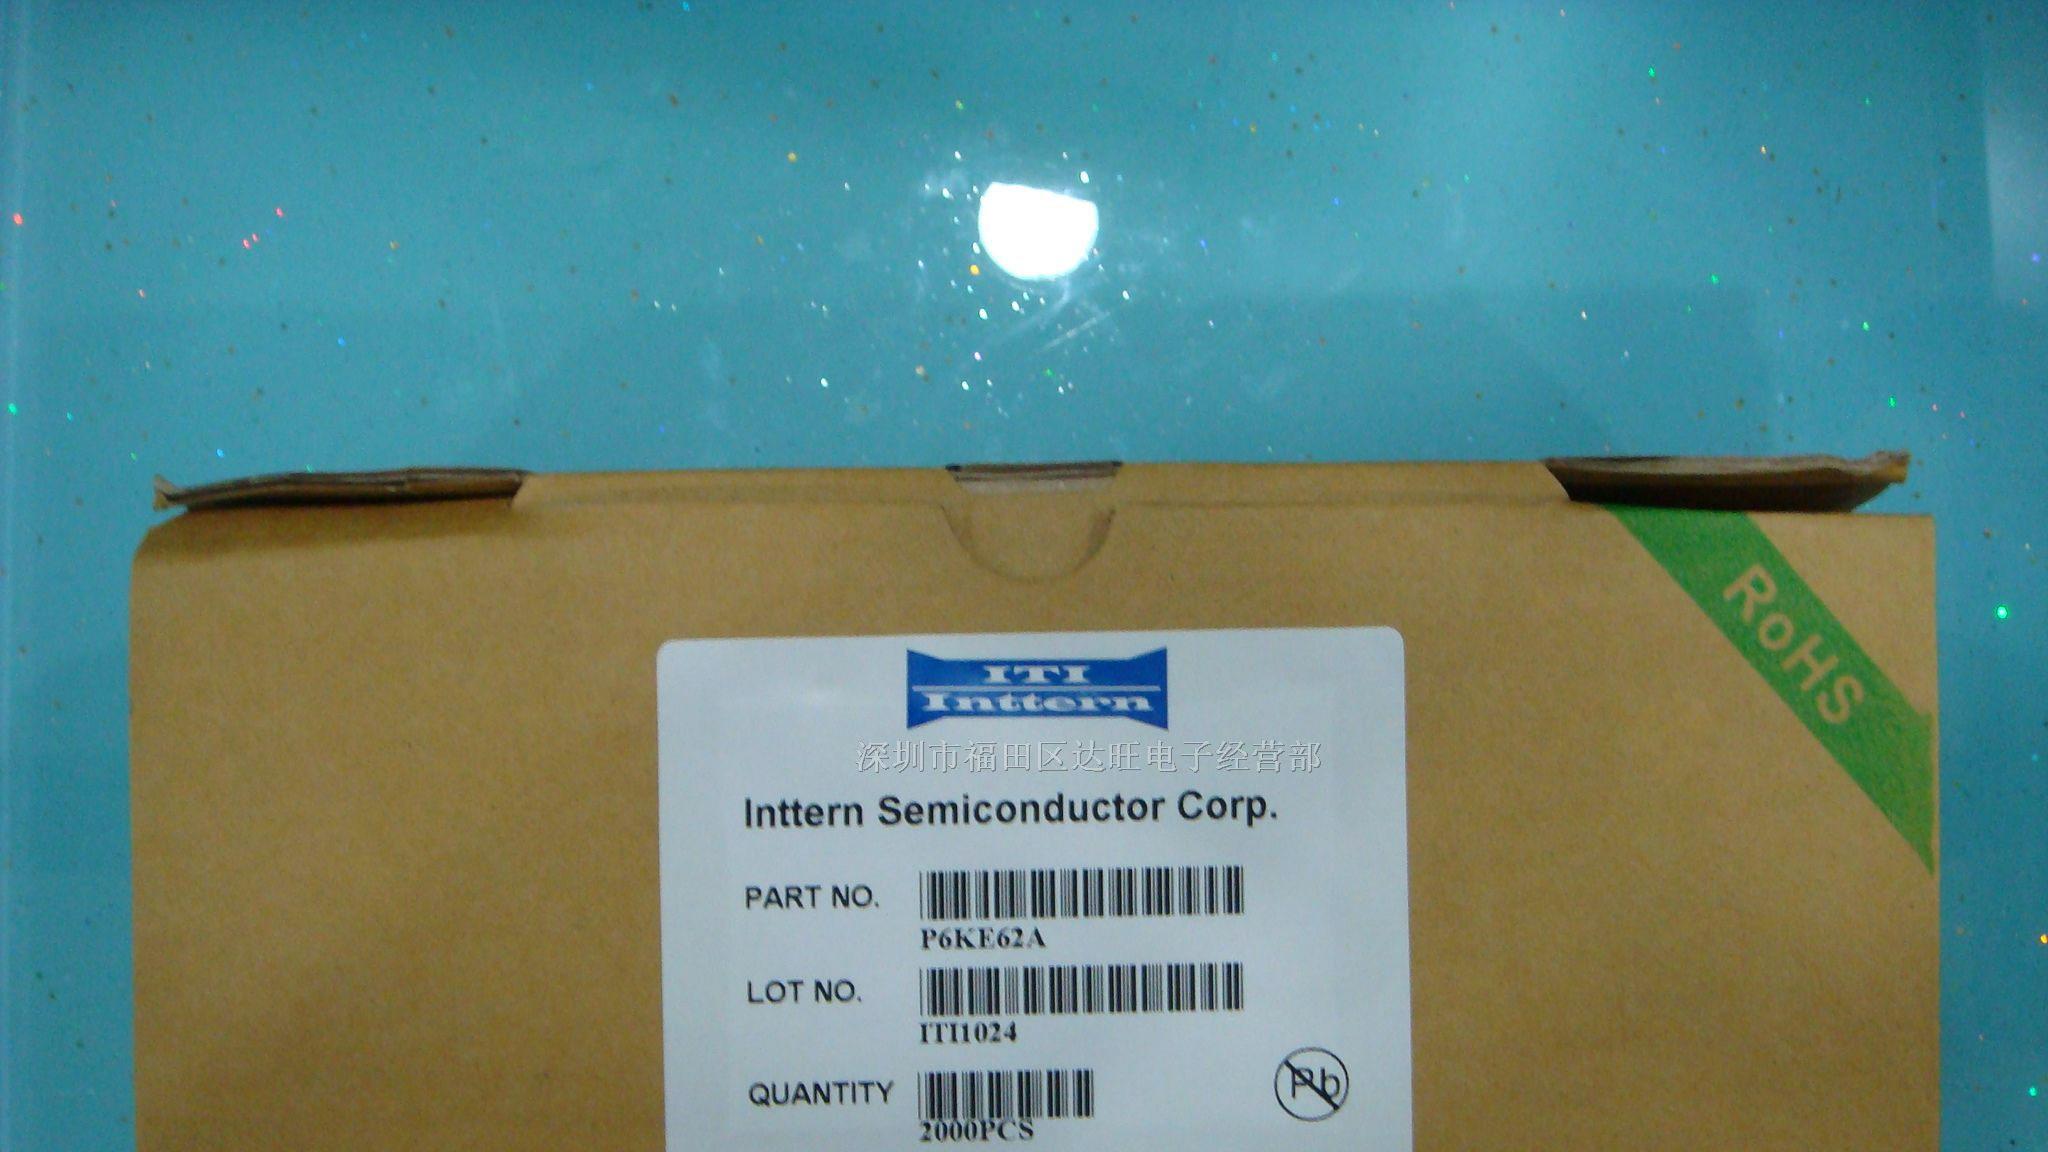 RoHS
ITI
Inttern
深圳市福田区达旺电子经营部
Inttern Semiconductor Corp.
PART NO.
P6KE62A
LOT NO.
ITI1024
QUANTITY
2000PCS
Pb